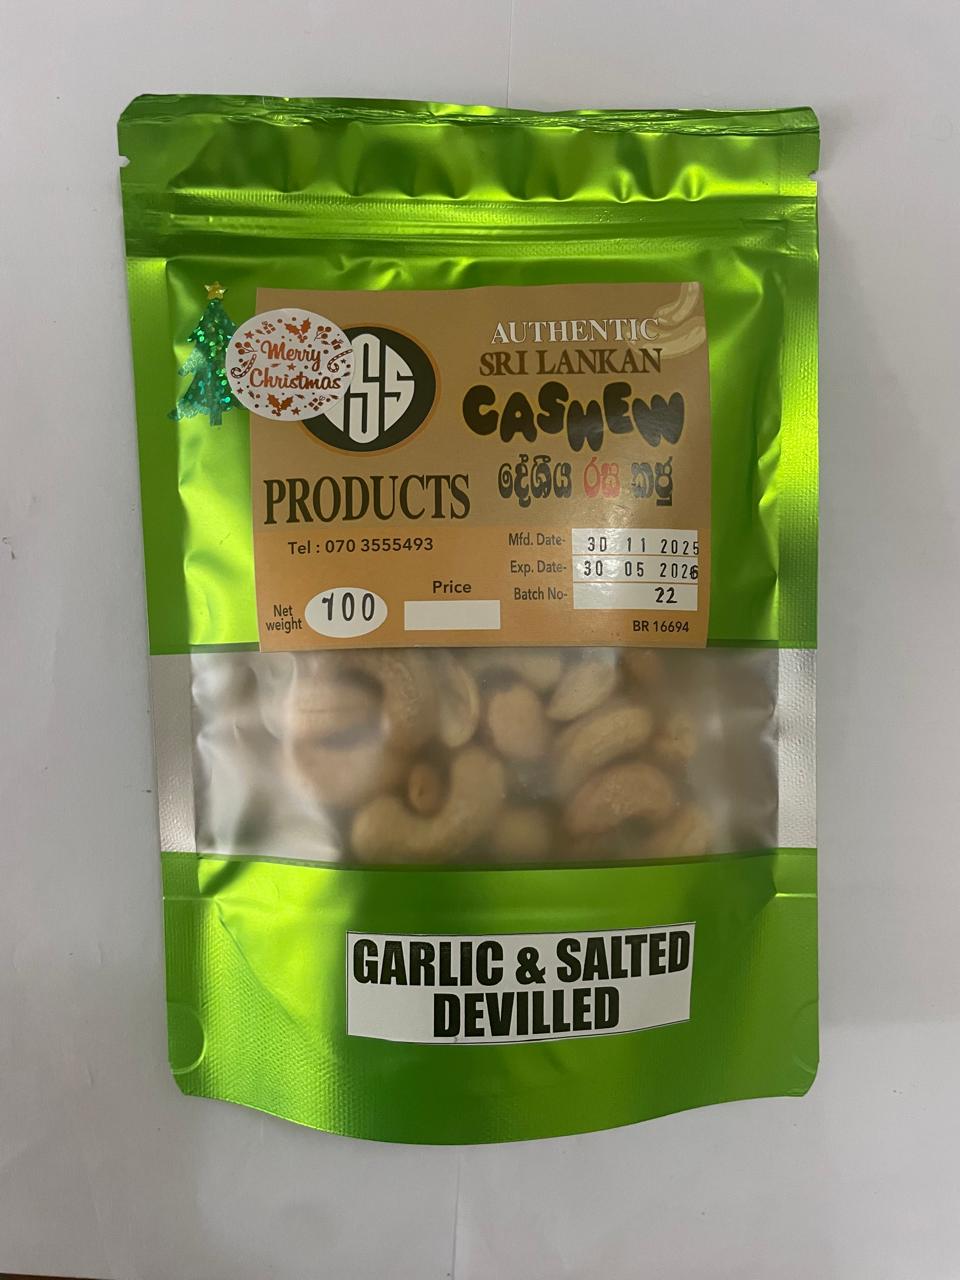 Merry
Christmas
SS
PRODUCTS
Tel : 070 3555493
AUTHENTIC
SRI LANKAN
CASHEW
දේශීය රස කජු
Mfd. Date- 30 11 2025
Exp. Date- 30 05 2026
Batch No- 22
Price
Net
weight
100
BR 16694
GARLIC & SALTED
DEVILLED